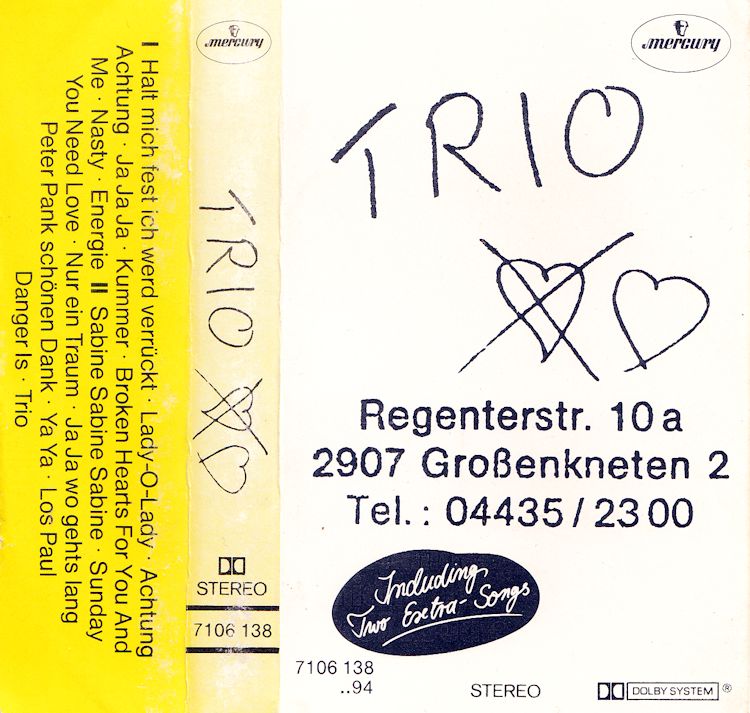 I Halt mich fest ich werd verrückt · Lady-O-Lady · Achtung
Achtung · Ja Ja Ja · Kummer · Broken Hearts For You And
Me · Nasty · Energie II Sabine Sabine Sabine · Sunday
You Need Love · Nur ein Traum · Ja Ja wo gehts lang
Peter Pank schönen Dank · Ya Ya · Los Paul
Danger Is · Trio
mercury
TRIO
STEREO
7106 138
mercury
TRIO
Regenterstr. 10 a
2907 Großenkneten 2
Tel.: 04435 / 23 00
Including
Two Extra-Songs
7106 138
..94
STEREO
DOLBY SYSTEM ®